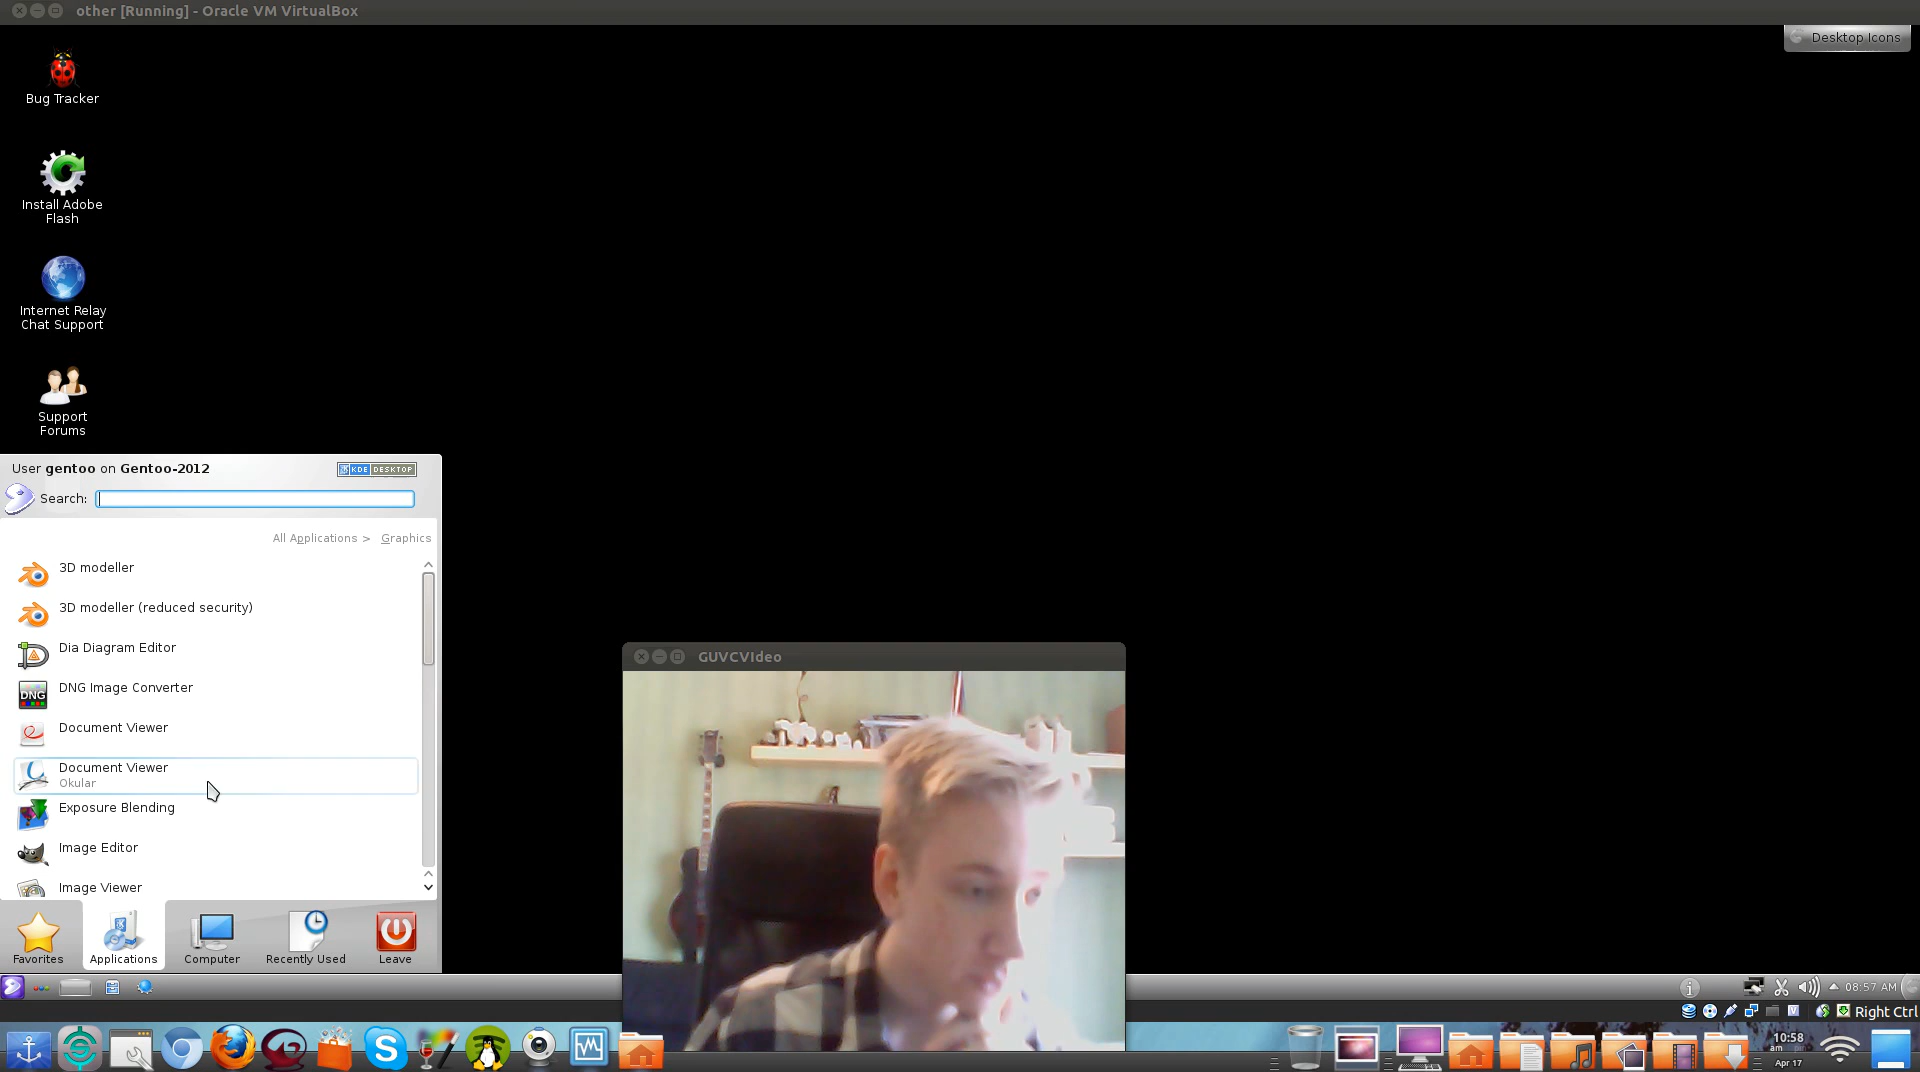 other [Running] - Oracle VM VirtualBox
Desktop Icons
Bug Tracker
Install Adobe
Flash
Internet Relay
Chat Support
Support
Forums
User gentoo on Gentoo-2012
KDE DESKTOP
Search:
All Applications > Graphics
3D modeller
3D modeller (reduced security)
Dia Diagram Editor
DNG Image Converter
DNG
Document Viewer
Document Viewer
Okular
Exposure Blending
Image Editor
Image Viewer
Favorites
Applications
Computer
Recently Used
Leave
GUVCVIdeo
08:57 AM
Right Ctrl
10:58
am
Apr 17